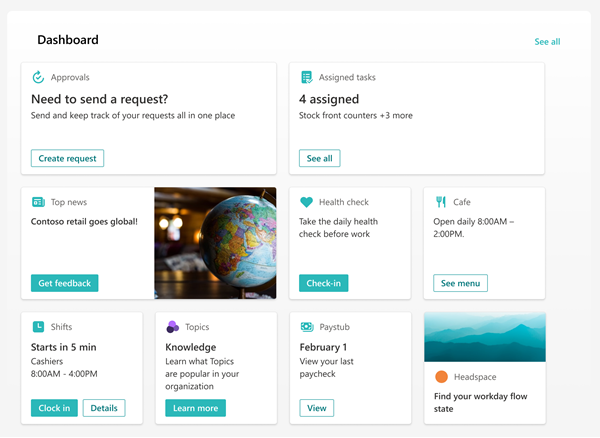 Dashboard
See all
Approvals
Need to send a request?
Send and keep track of your requests all in one place
Create request
Assigned tasks
4 assigned
Stock front counters +3 more
See all
Top news
Contoso retail goes global!
Get feedback
Health check
Take the daily health
check before work
Check-in
Cafe
Open daily 8:00AM –
2:00PM.
See menu
Shifts
Starts in 5 min
Cashiers
8:00AM - 4:00PM
Clock in
Details
Topics
Knowledge
Learn what Topics
are popular in your
organization
Learn more
Paystub
February 1
View your last
paycheck
View
Headspace
Find your workday flow
state